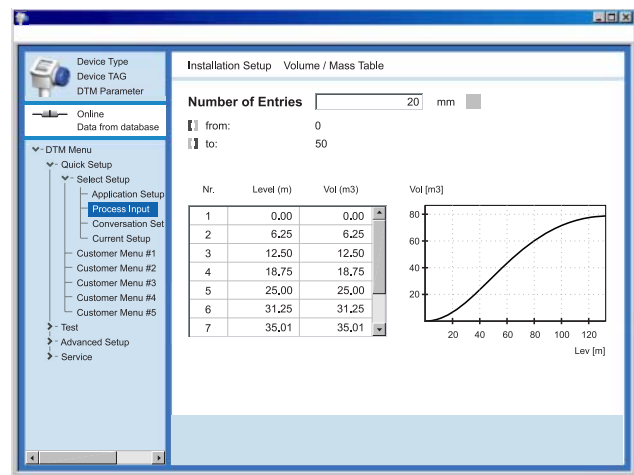 Device Type
Device TAG
DTM Parameter
Online
Data from database
DTM Menu
Quick Setup
Select Setup
Application Setup
Process Input
Conversation Set
Current Setup
Customer Menu #1
Customer Menu #2
Customer Menu #3
Customer Menu #4
Customer Menu #5
Test
Advanced Setup
Service
Installation Setup Volume / Mass Table
Number of Entries 20 mm
from: 0
to: 50
Nr. Level (m) Vol (m3)
1 0.00 0.00
2 6.25 6.25
3 12.50 12.50
4 18.75 18.75
5 25.00 25.00
6 31.25 31.25
7 35.01 35.01
Vol [m3]
80
60
40
20
20 40 60 80 100 120
Lev [m]